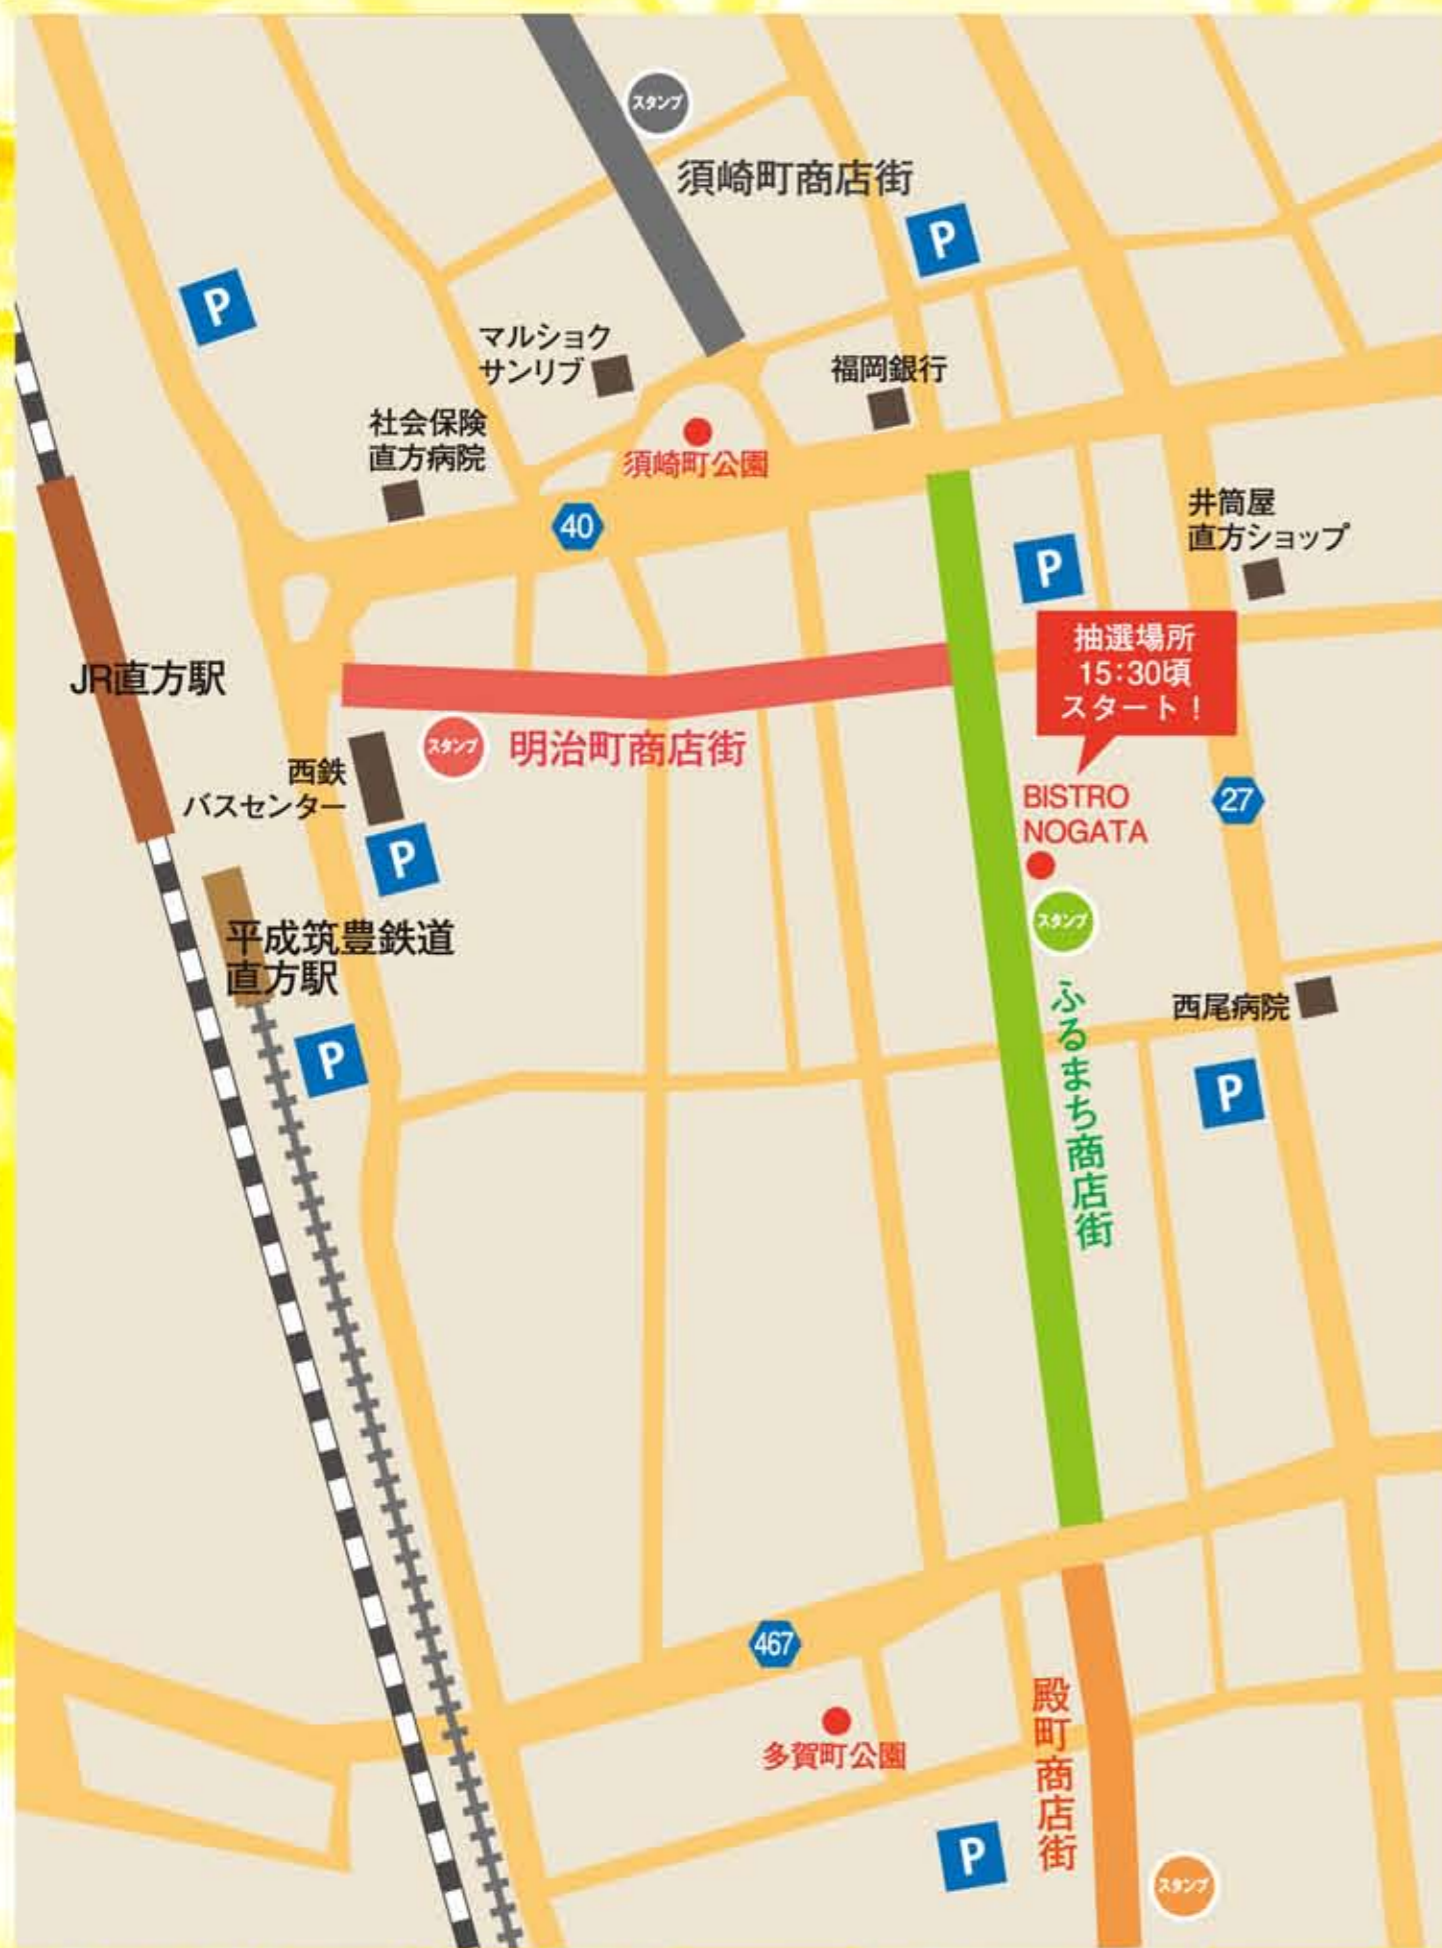 スタンプ
須崎町商店街
P
P
マルショク
サンリブ
福岡銀行
社会保険
直方病院
須崎町公園
40
井筒屋
直方ショップ
P
抽選場所
15:30頃
スタート！
JR直方駅
スタンプ
明治町商店街
西鉄
バスセンター
P
BISTRO
NOGATA
27
スタンプ
平成筑豊鉄道
直方駅
P
ふるまち商店街
西尾病院
P
467
多賀町公園
殿町商店街
P
スタンプ